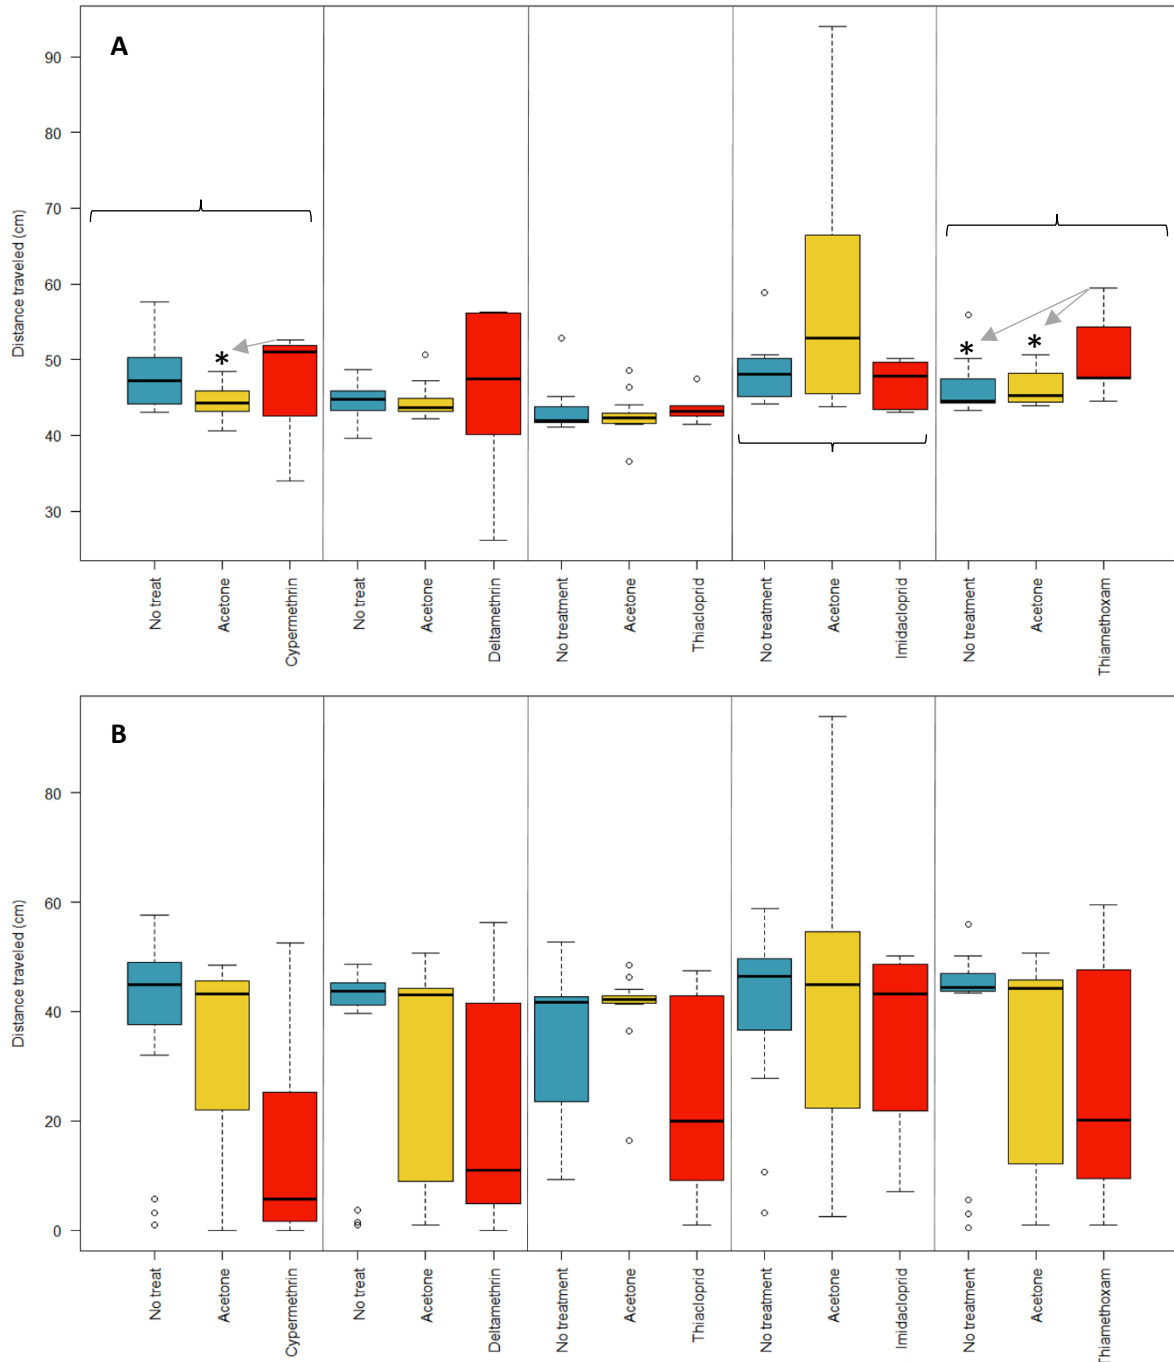 A
90
80
70
60
50
40
30
Distance traveled (cm)
* * *
No treat Acetone Cypermethrin No treat Acetone Deltamethrin No treatment Acetone Thiacloprid No treatment Acetone Imidacloprid No treatment Acetone Thiamethoxam
B
80
60
40
20
0
Distance traveled (cm)
No treat Acetone Cypermethrin No treat Acetone Deltamethrin No treatment Acetone Thiacloprid No treatment Acetone Imidacloprid No treatment Acetone Thiamethoxam